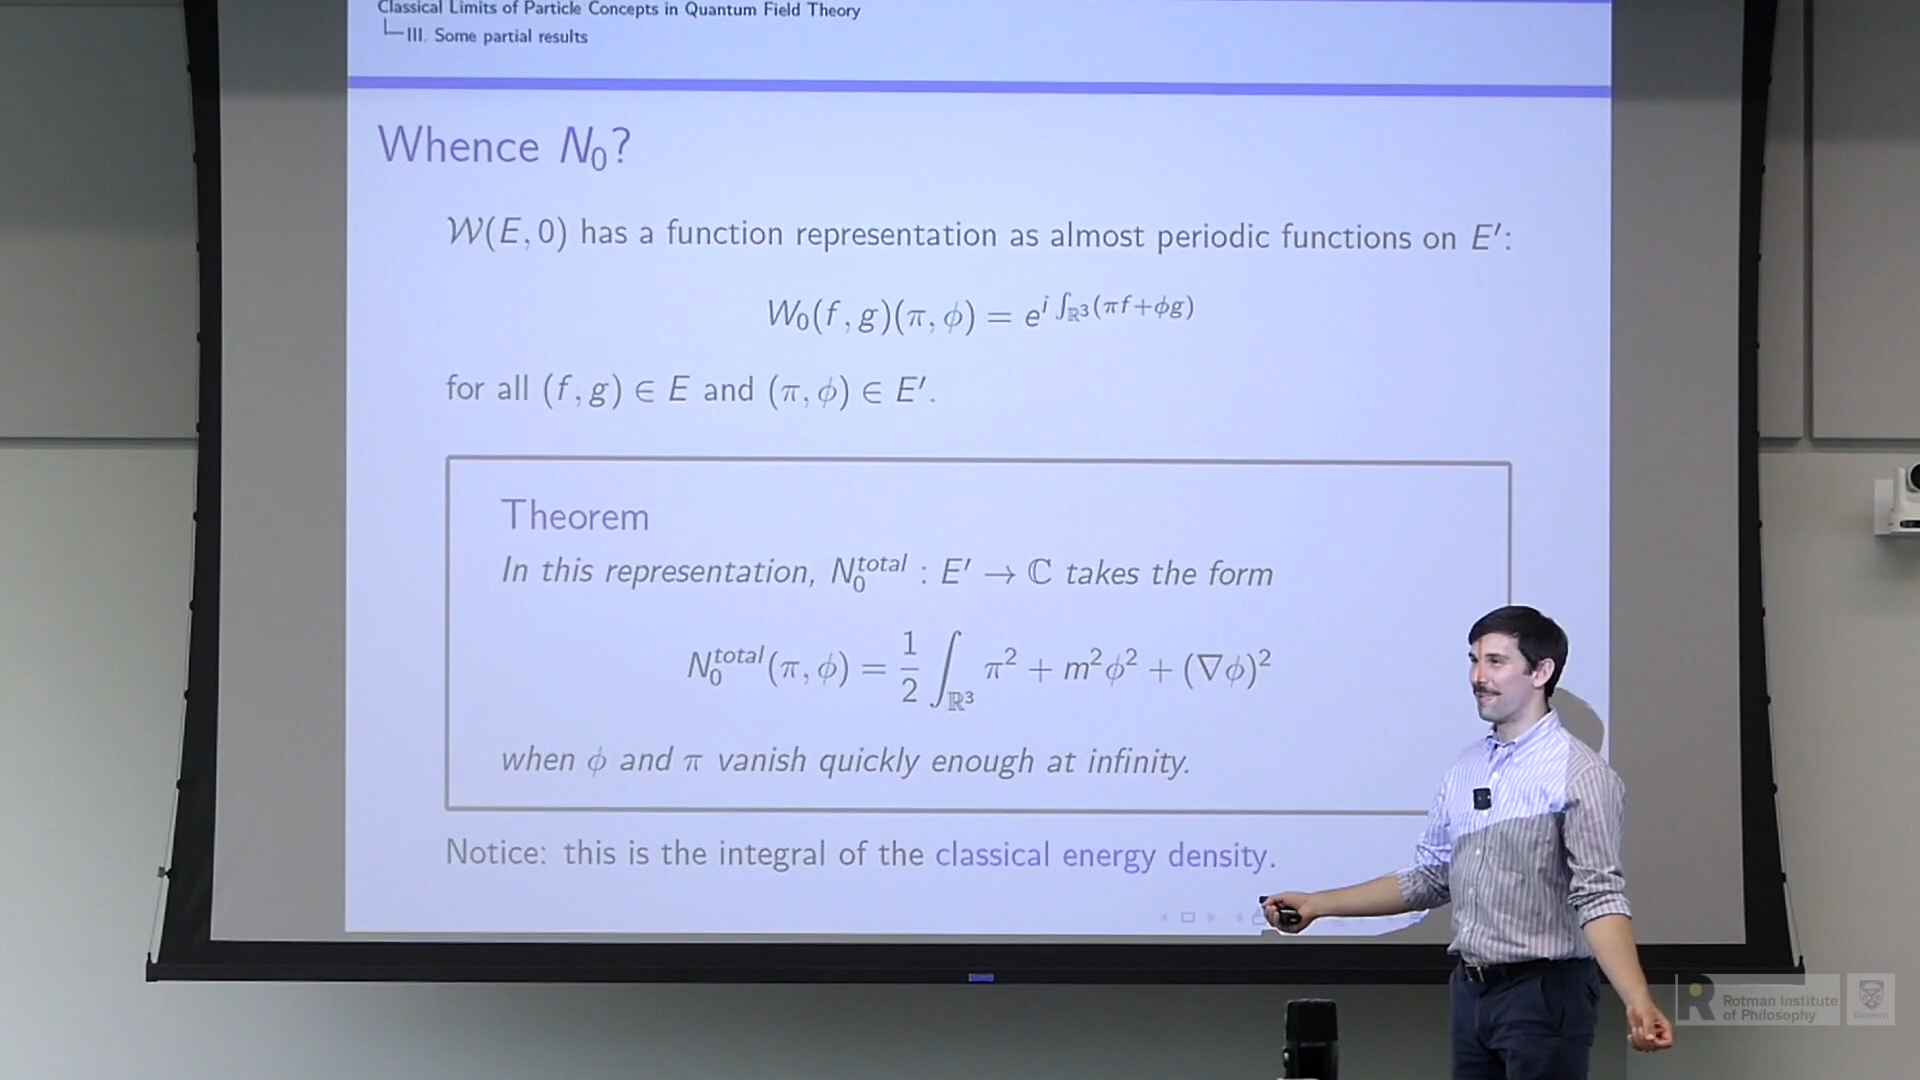 Classical Limits of Particle Concepts in Quantum Field Theory
III. Some partial results
Whence N₀?
𝒲(E, 0) has a function representation as almost periodic functions on E′:
W₀(f, g)(π, ϕ) = e^{i ∫_{ℝ³}(πf+ϕg)}
for all (f, g) ∈ E and (π, ϕ) ∈ E′.
Theorem
In this representation, N₀^{total} : E′ → ℂ takes the form
N₀^{total}(π, ϕ) = 1/2 ∫_{ℝ³} π² + m²ϕ² + (∇ϕ)²
when ϕ and π vanish quickly enough at infinity.
Notice: this is the integral of the classical energy density.
Rotman Institute
of Philosophy
Western